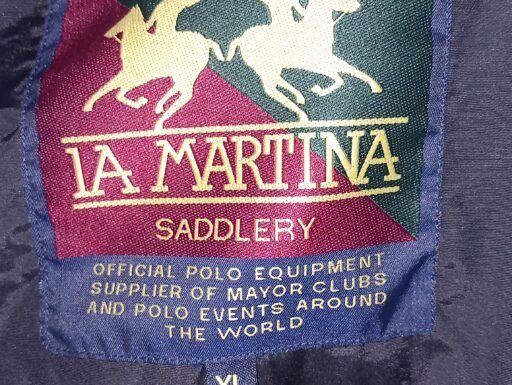 LA MARTINA
SADDLERY
OFFICIAL POLO EQUIPMENT
SUPPLIER OF MAYOR CLUBS
AND POLO EVENTS AROUND
THE WORLD
XL